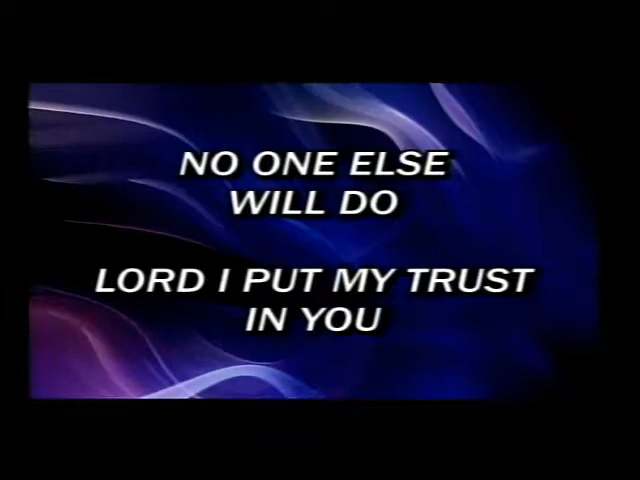 NO ONE ELSE
WILL DO
LORD I PUT MY TRUST
IN YOU